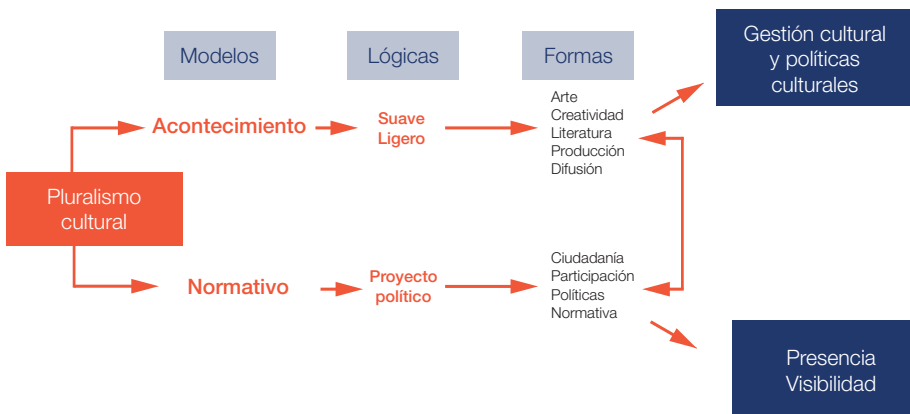 Modelos
Lógicas
Formas
Gestión cultural
y políticas
culturales
Acontecimiento
Suave
Ligero
Arte
Creatividad
Literatura
Producción
Difusión
Pluralismo
cultural
Normativo
Proyecto
político
Ciudadanía
Participación
Políticas
Normativa
Presencia
Visibilidad